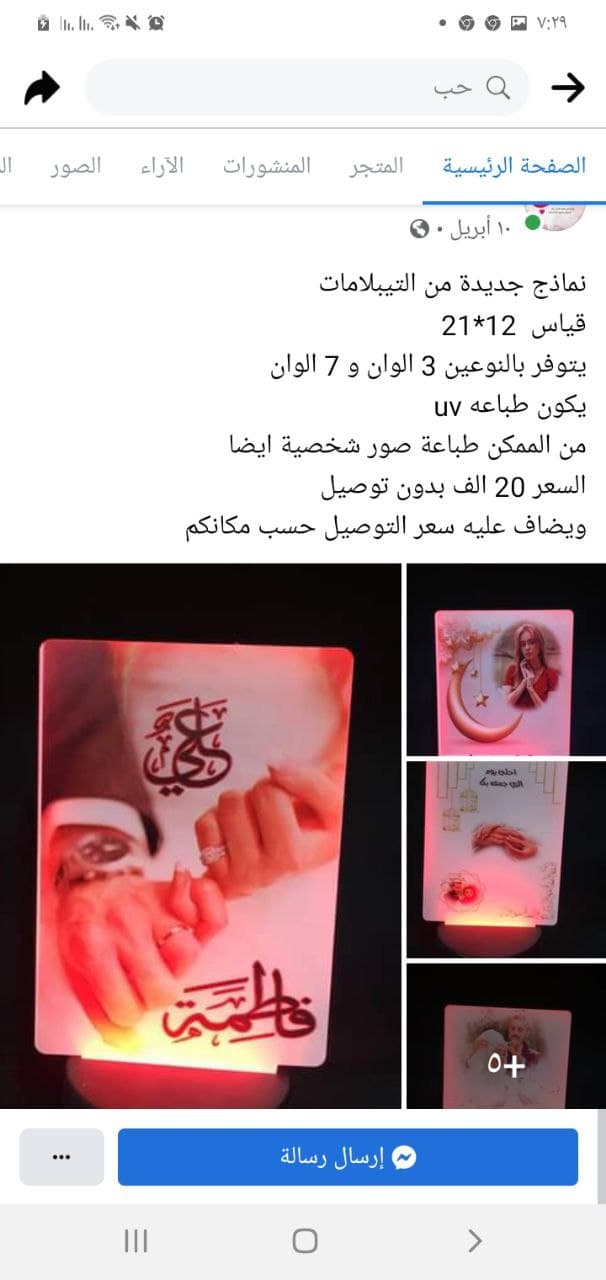 ٧:٢٩
حب
الصفحة الرئيسية
المتجر
المنشورات
الآراء
الصور
١٠ أبريل
نماذج جديدة من التيبلامات
قياس 12*21
يتوفر بالنوعين 3 الوان و 7 الوان
يكون طباعه uv
من الممكن طباعة صور شخصية ايضا
السعر 20 الف بدون توصيل
ويضاف عليه سعر التوصيل حسب مكانكم
علي
فاطمة
احلى يوم
+٥
إرسال رسالة